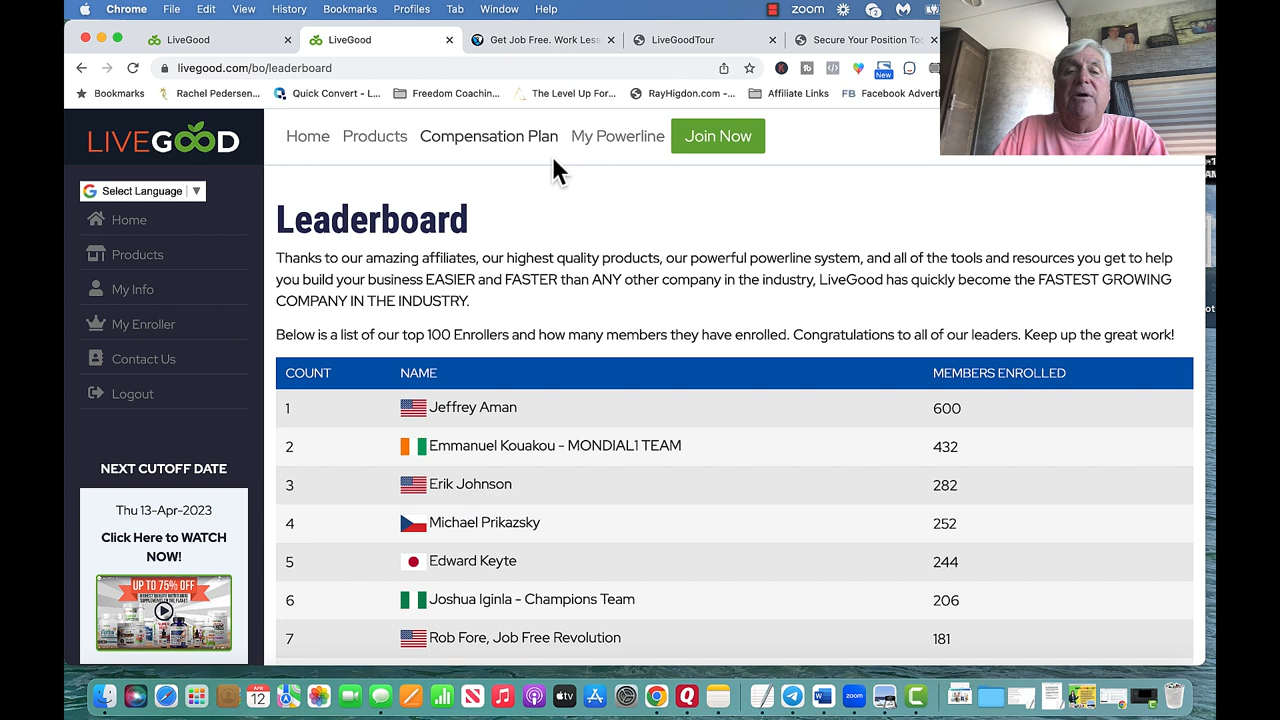 Chrome File Edit View History Bookmarks Profiles Tab Window Help zoom
LiveGood
LiveGood
Job Free. Work Les
LiveGoodTour
Secure Your Position To
livegood.com/bo/leaderboard
New
Bookmarks
Rachel Pedersen...
Quick Convert - L...
Freedom Coachin...
The Level Up For...
RayHigdon.com -...
Affiliate Links
FB Facebook Adverti
LIVEGOOD
Home Products Compensation Plan My Powerline Join Now
Select Language
Home
Products
My Info
My Enroller
Contact Us
Logout
NEXT CUTOFF DATE
Thu 13-Apr-2023
Click Here to WATCH
NOW!
UP TO 75% OFF
Leaderboard
Thanks to our amazing affiliates, our highest quality products, our powerful powerline system, and all of the tools and resources you get to help
you build your business EASIER and FASTER than ANY other company in the industry, LiveGood has quickly become the FASTEST GROWING
COMPANY IN THE INDUSTRY.
Below is a list of our top 100 Enrollers and how many members they have enrolled. Congratulations to all of our leaders. Keep up the great work!
COUNT NAME MEMBERS ENROLLED
1 Jeffrey 600
2 Emmanuel Kouakou - MONDIAL1 TEAM
3 Erik Johnson 282
4 Michael Prikazsky 252
5 Edward Keyte 244
6 Joshua - Champions Team 206
7 Rob Fore, Job Free Revolution 181
APR
12
zoom